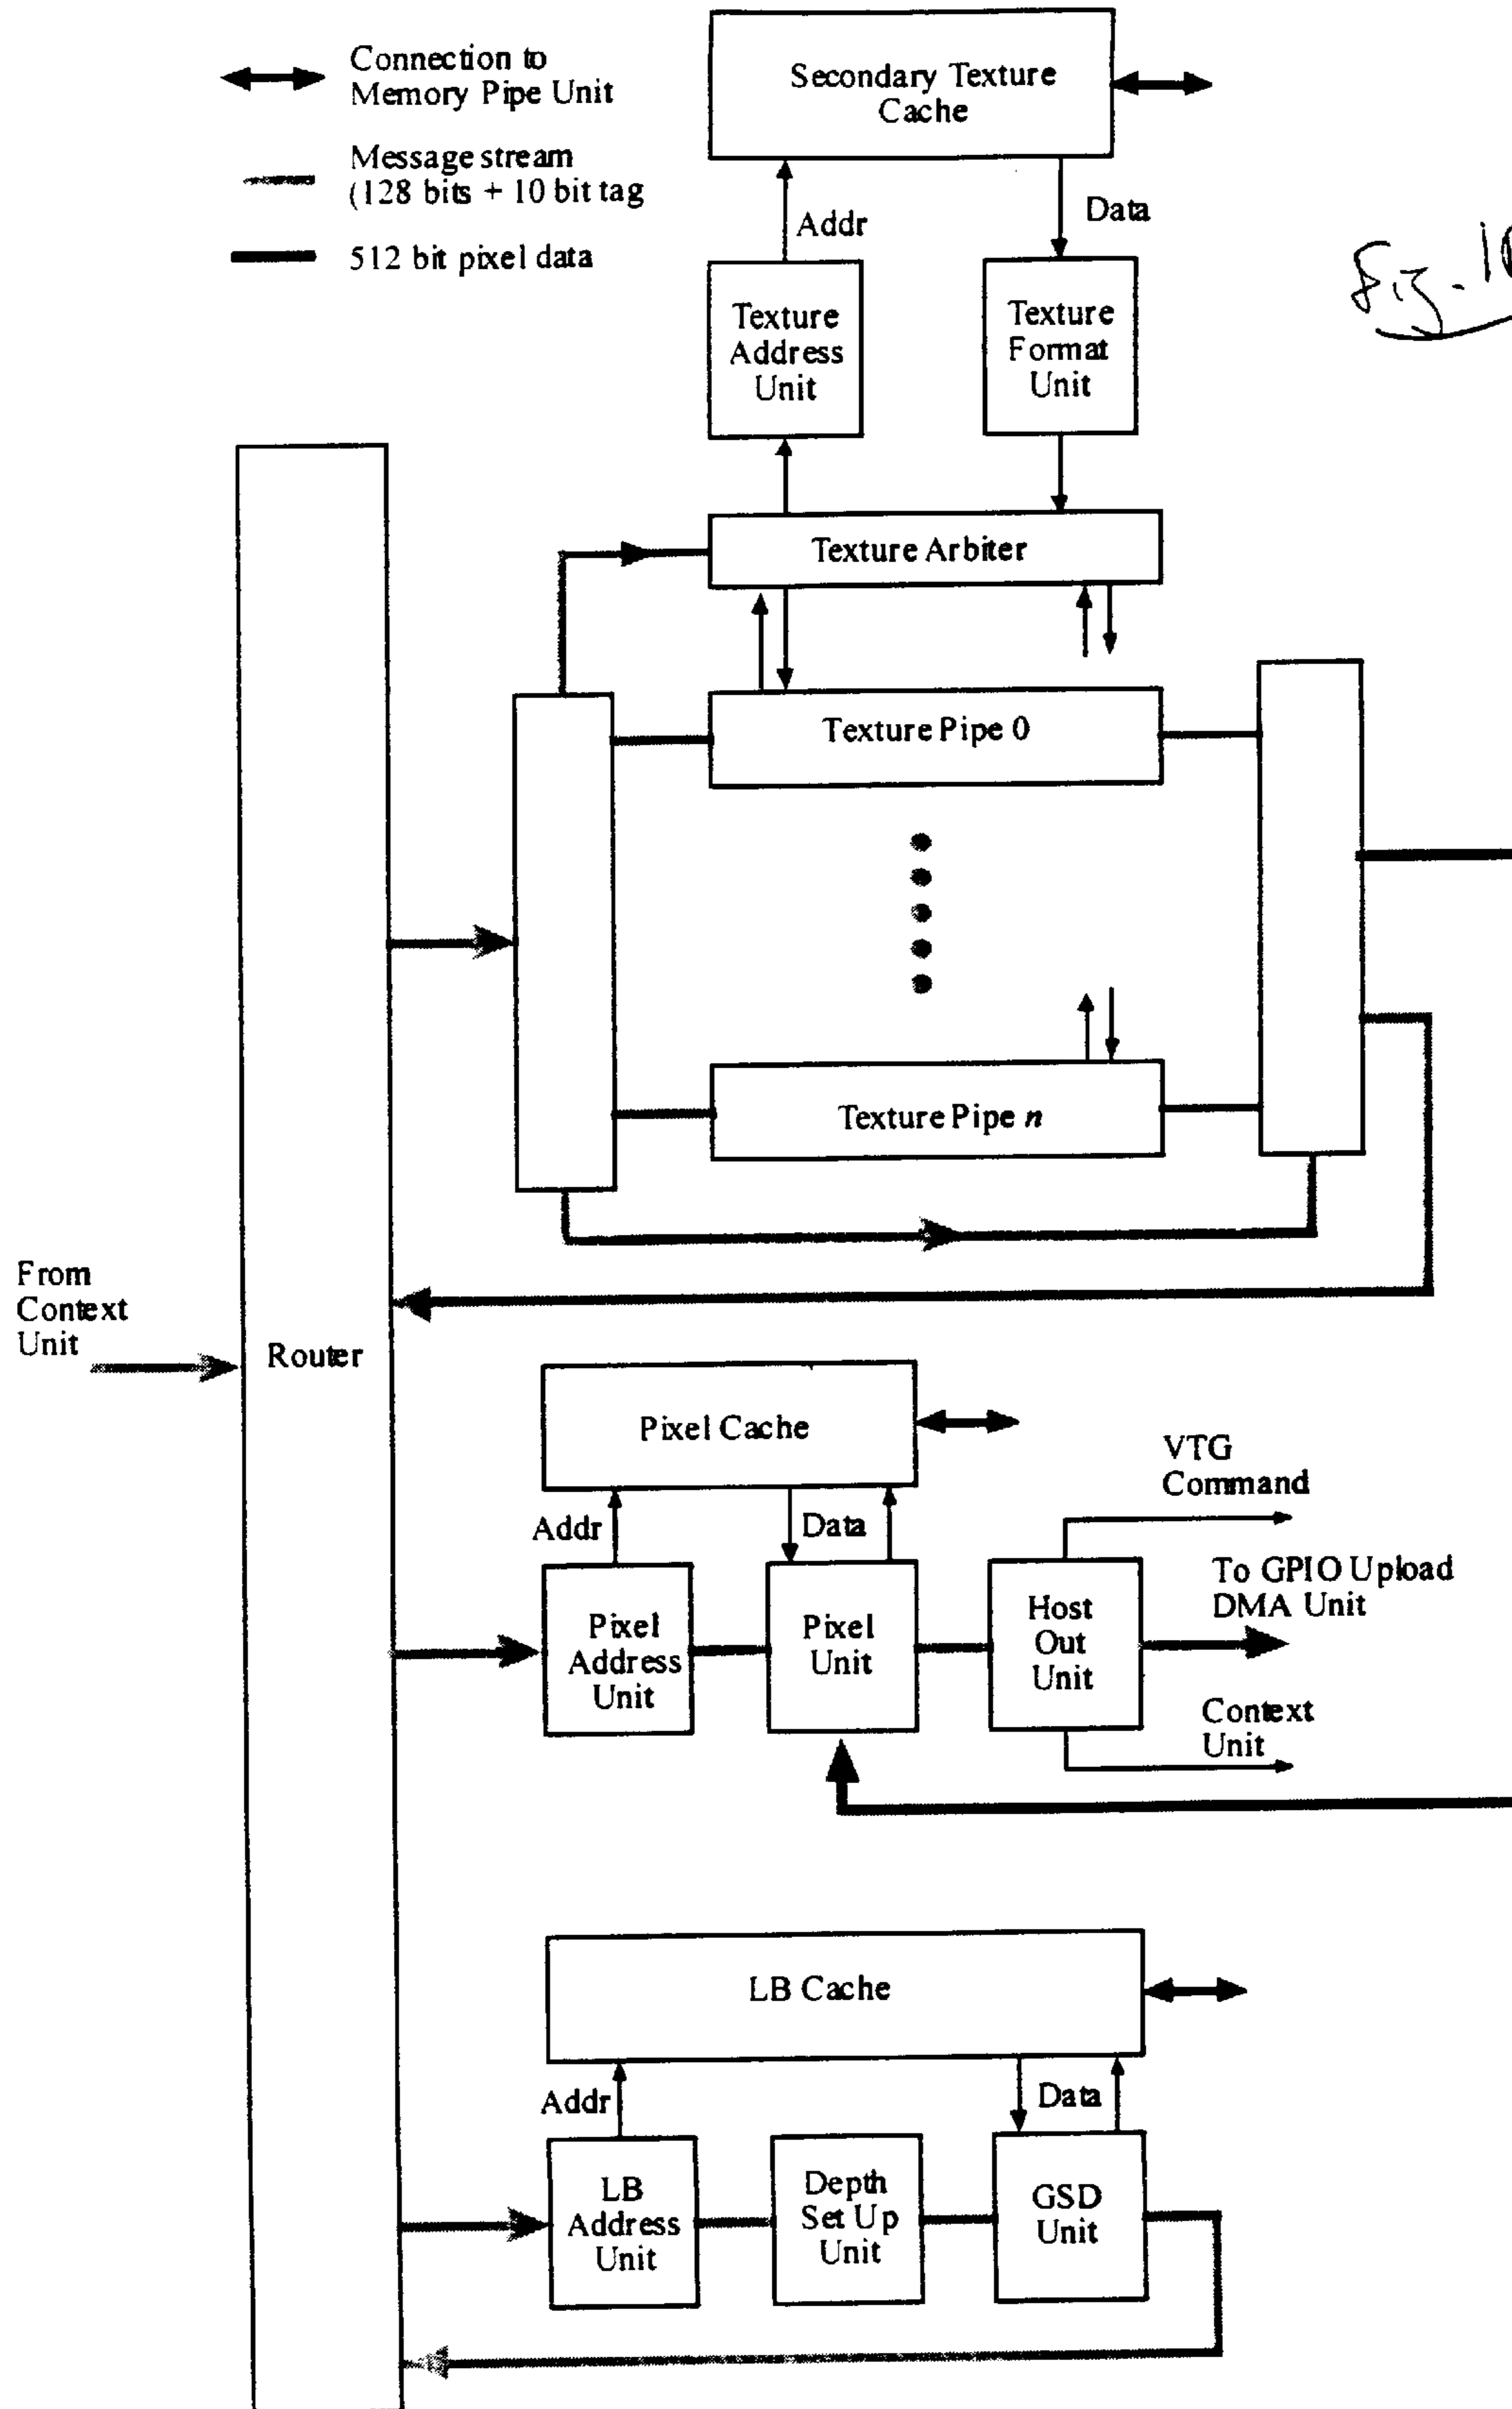 Connection to
Memory Pipe Unit
Message stream
(128 bits + 10 bit tag
512 bit pixel data
Secondary Texture
Cache
Addr
Data
Texture
Address
Unit
Texture
Format
Unit
Fig. 10
Texture Arbiter
Texture Pipe 0
Texture Pipe n
From
Context
Unit
Router
Pixel Cache
Addr
Data
VTG
Command
Pixel
Address
Unit
Pixel
Unit
Host
Out
Unit
To GPIO Upload
DMA Unit
Context
Unit
LB Cache
Addr
Data
LB
Address
Unit
Depth
Set Up
Unit
GSD
Unit